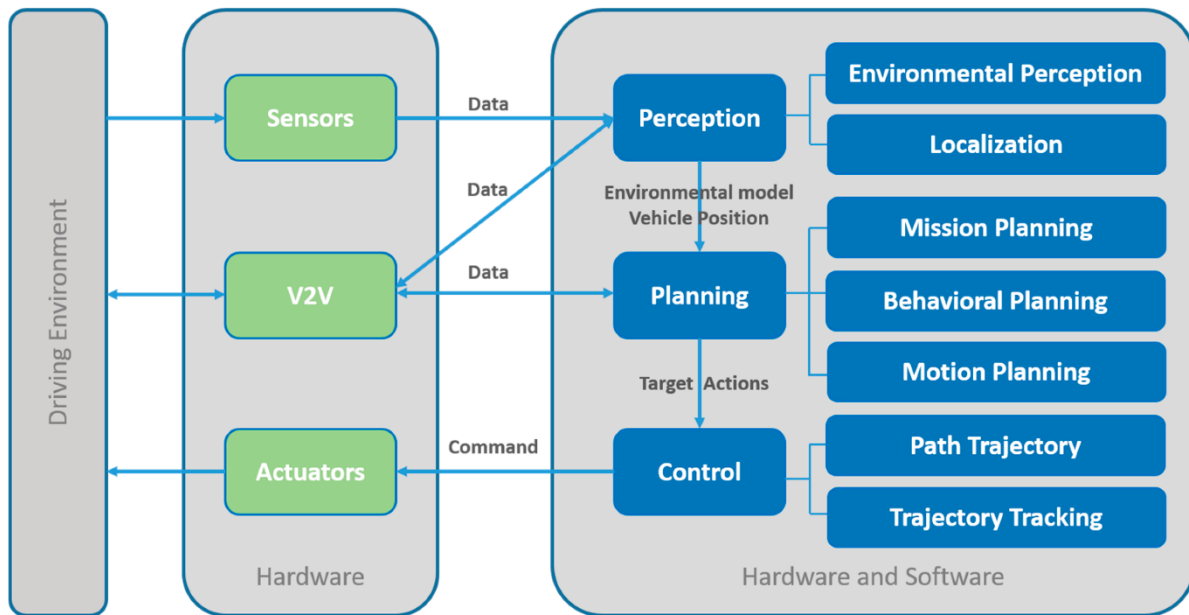 Driving Environment
Sensors
V2V
Actuators
Hardware
Data
Data
Data
Command
Perception
Environmental model
Vehicle Position
Planning
Target Actions
Control
Environmental Perception
Localization
Mission Planning
Behavioral Planning
Motion Planning
Path Trajectory
Trajectory Tracking
Hardware and Software